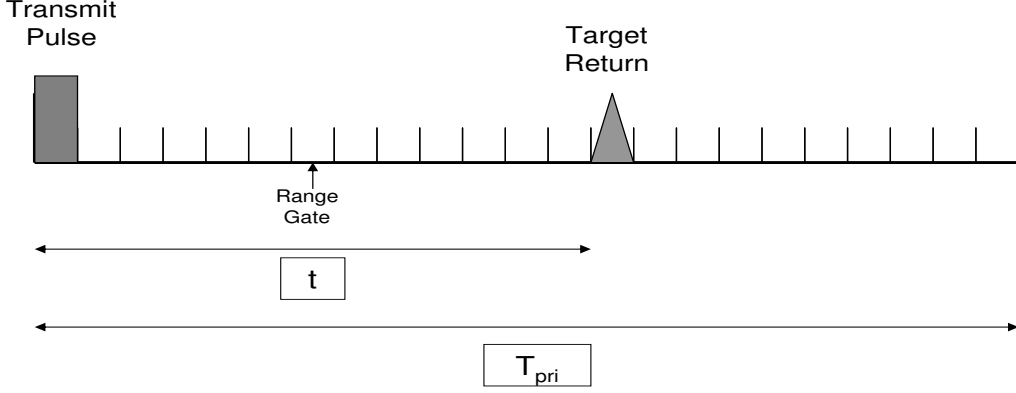 Transmit
Pulse
Target
Return
Range
Gate
t
T_pri